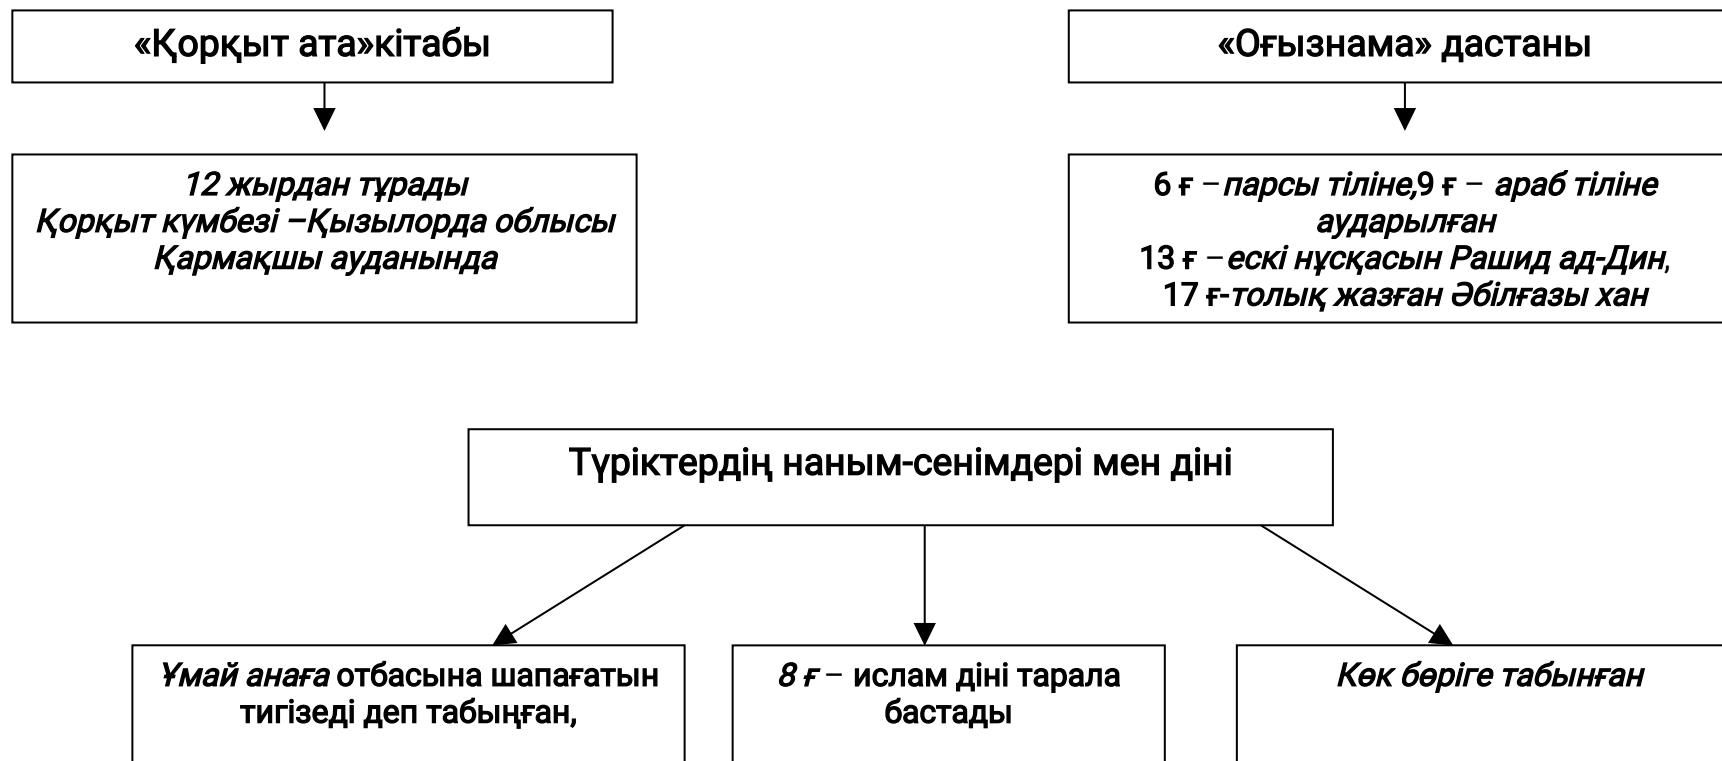 «Қорқыт ата»кітабы
«Оғызнама» дастаны
12 жырдан тұрады
Қорқыт күмбезі –Қызылорда облысы
Қармақшы ауданында
6 ғ –парсы тіліне,9 ғ – араб тіліне
аударылған
13 ғ –ескі нұсқасын Рашид ад-Дин,
17 ғ-толық жазған Әбілғазы хан
Түріктердің наным-сенімдері мен діні
Ұмай анаға отбасына шапағатын
тигізеді деп табыңған,
8 ғ – ислам діні тарала
бастады
Көк бөріге табынған